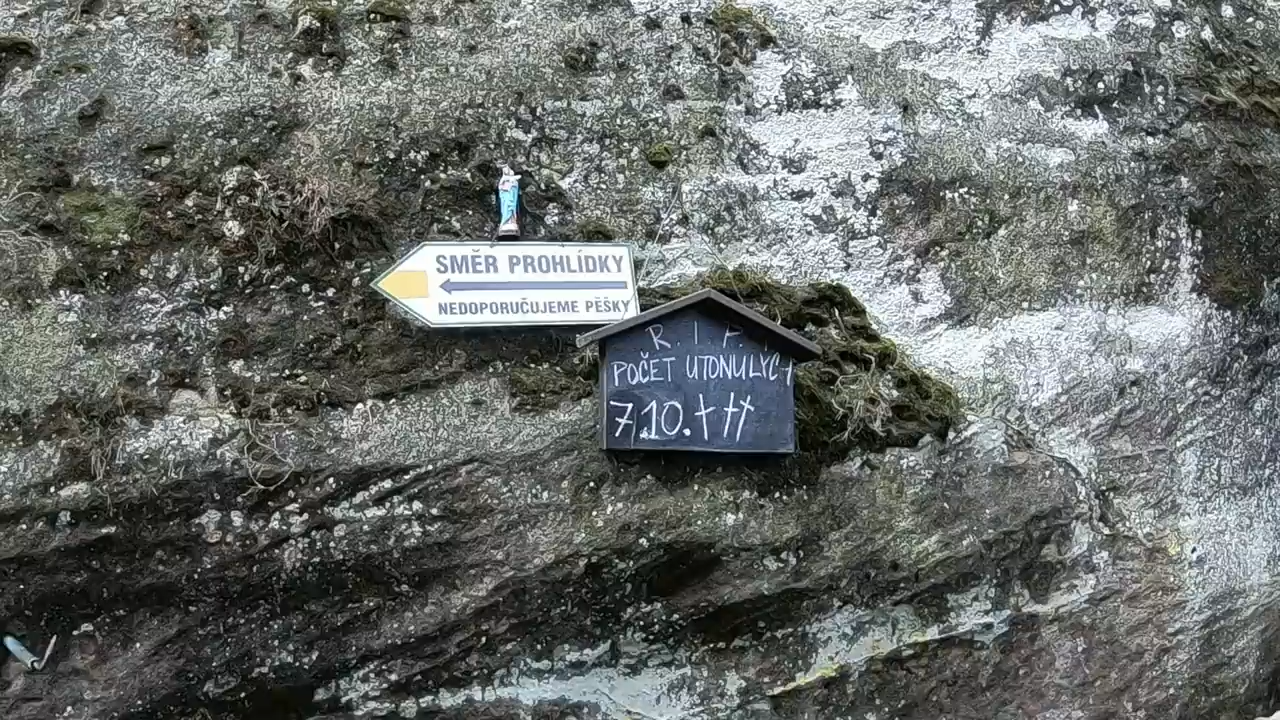 SMĚR PROHLÍDKY
NEDOPORUČUJEME PĚŠKY
R. I. P.
POČET UTONULÝCH
7.10. †††